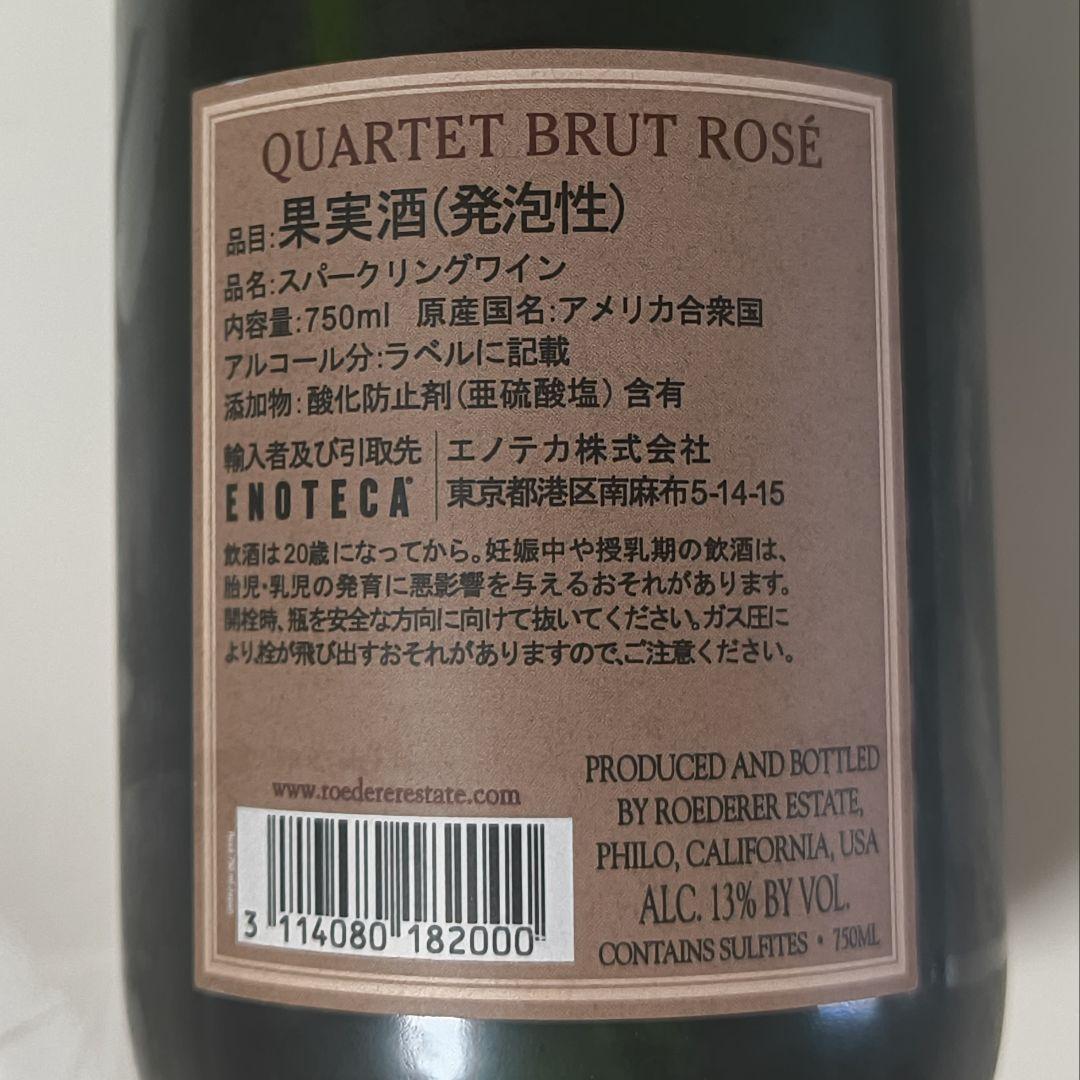 QUARTET BRUT ROSÉ
品目:果実酒(発泡性)
品名:スパークリングワイン
内容量:750ml 原産国名:アメリカ合衆国
アルコール分:ラベルに記載
添加物:酸化防止剤(亜硫酸塩)含有
輸入者及び引取先
ENOTECA®
エノテカ株式会社
東京都港区南麻布5-14-15
飲酒は20歳になってから。妊娠中や授乳期の飲酒は、
胎児・乳児の発育に悪影響を与えるおそれがあります。
開栓時、瓶を安全な方向に向けて抜いてください。ガス圧に
より、栓が飛び出すおそれがありますので、ご注意ください。
www.roedererestate.com
3 114080 182000
PRODUCED AND BOTTLED
BY ROEDERER ESTATE,
PHILO, CALIFORNIA, USA
ALC. 13% BY VOL.
CONTAINS SULFITES • 750ML